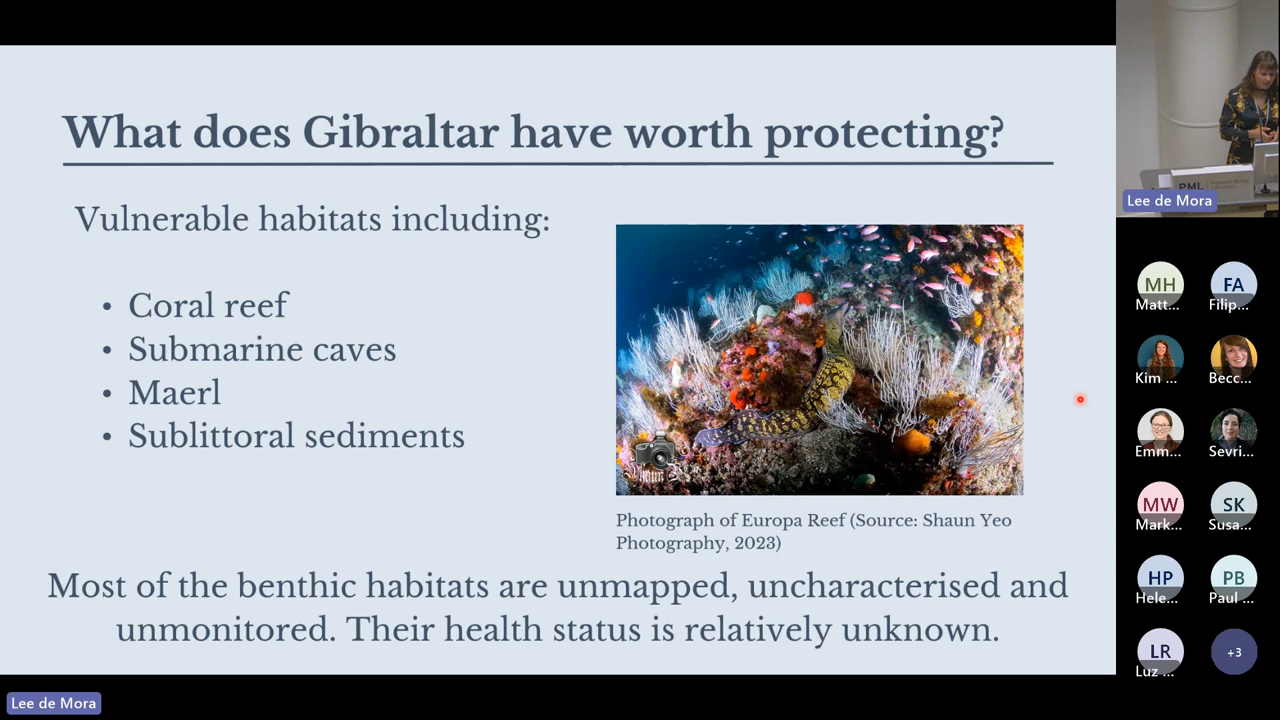 What does Gibraltar have worth protecting?
Vulnerable habitats including:
• Coral reef
• Submarine caves
• Maerl
• Sublittoral sediments
Photograph of Europa Reef (Source: Shaun Yeo
Photography, 2023)
Most of the benthic habitats are unmapped, uncharacterised and
unmonitored. Their health status is relatively unknown.
Lee de Mora
PML
Lee de Mora
MH
FA
Matt...
Filip...
Kim ...
Becc...
Emm...
Sevri...
MW
SK
Mark...
Susa...
HP
PB
Hele...
Paul ...
LR
+3
Luz ...